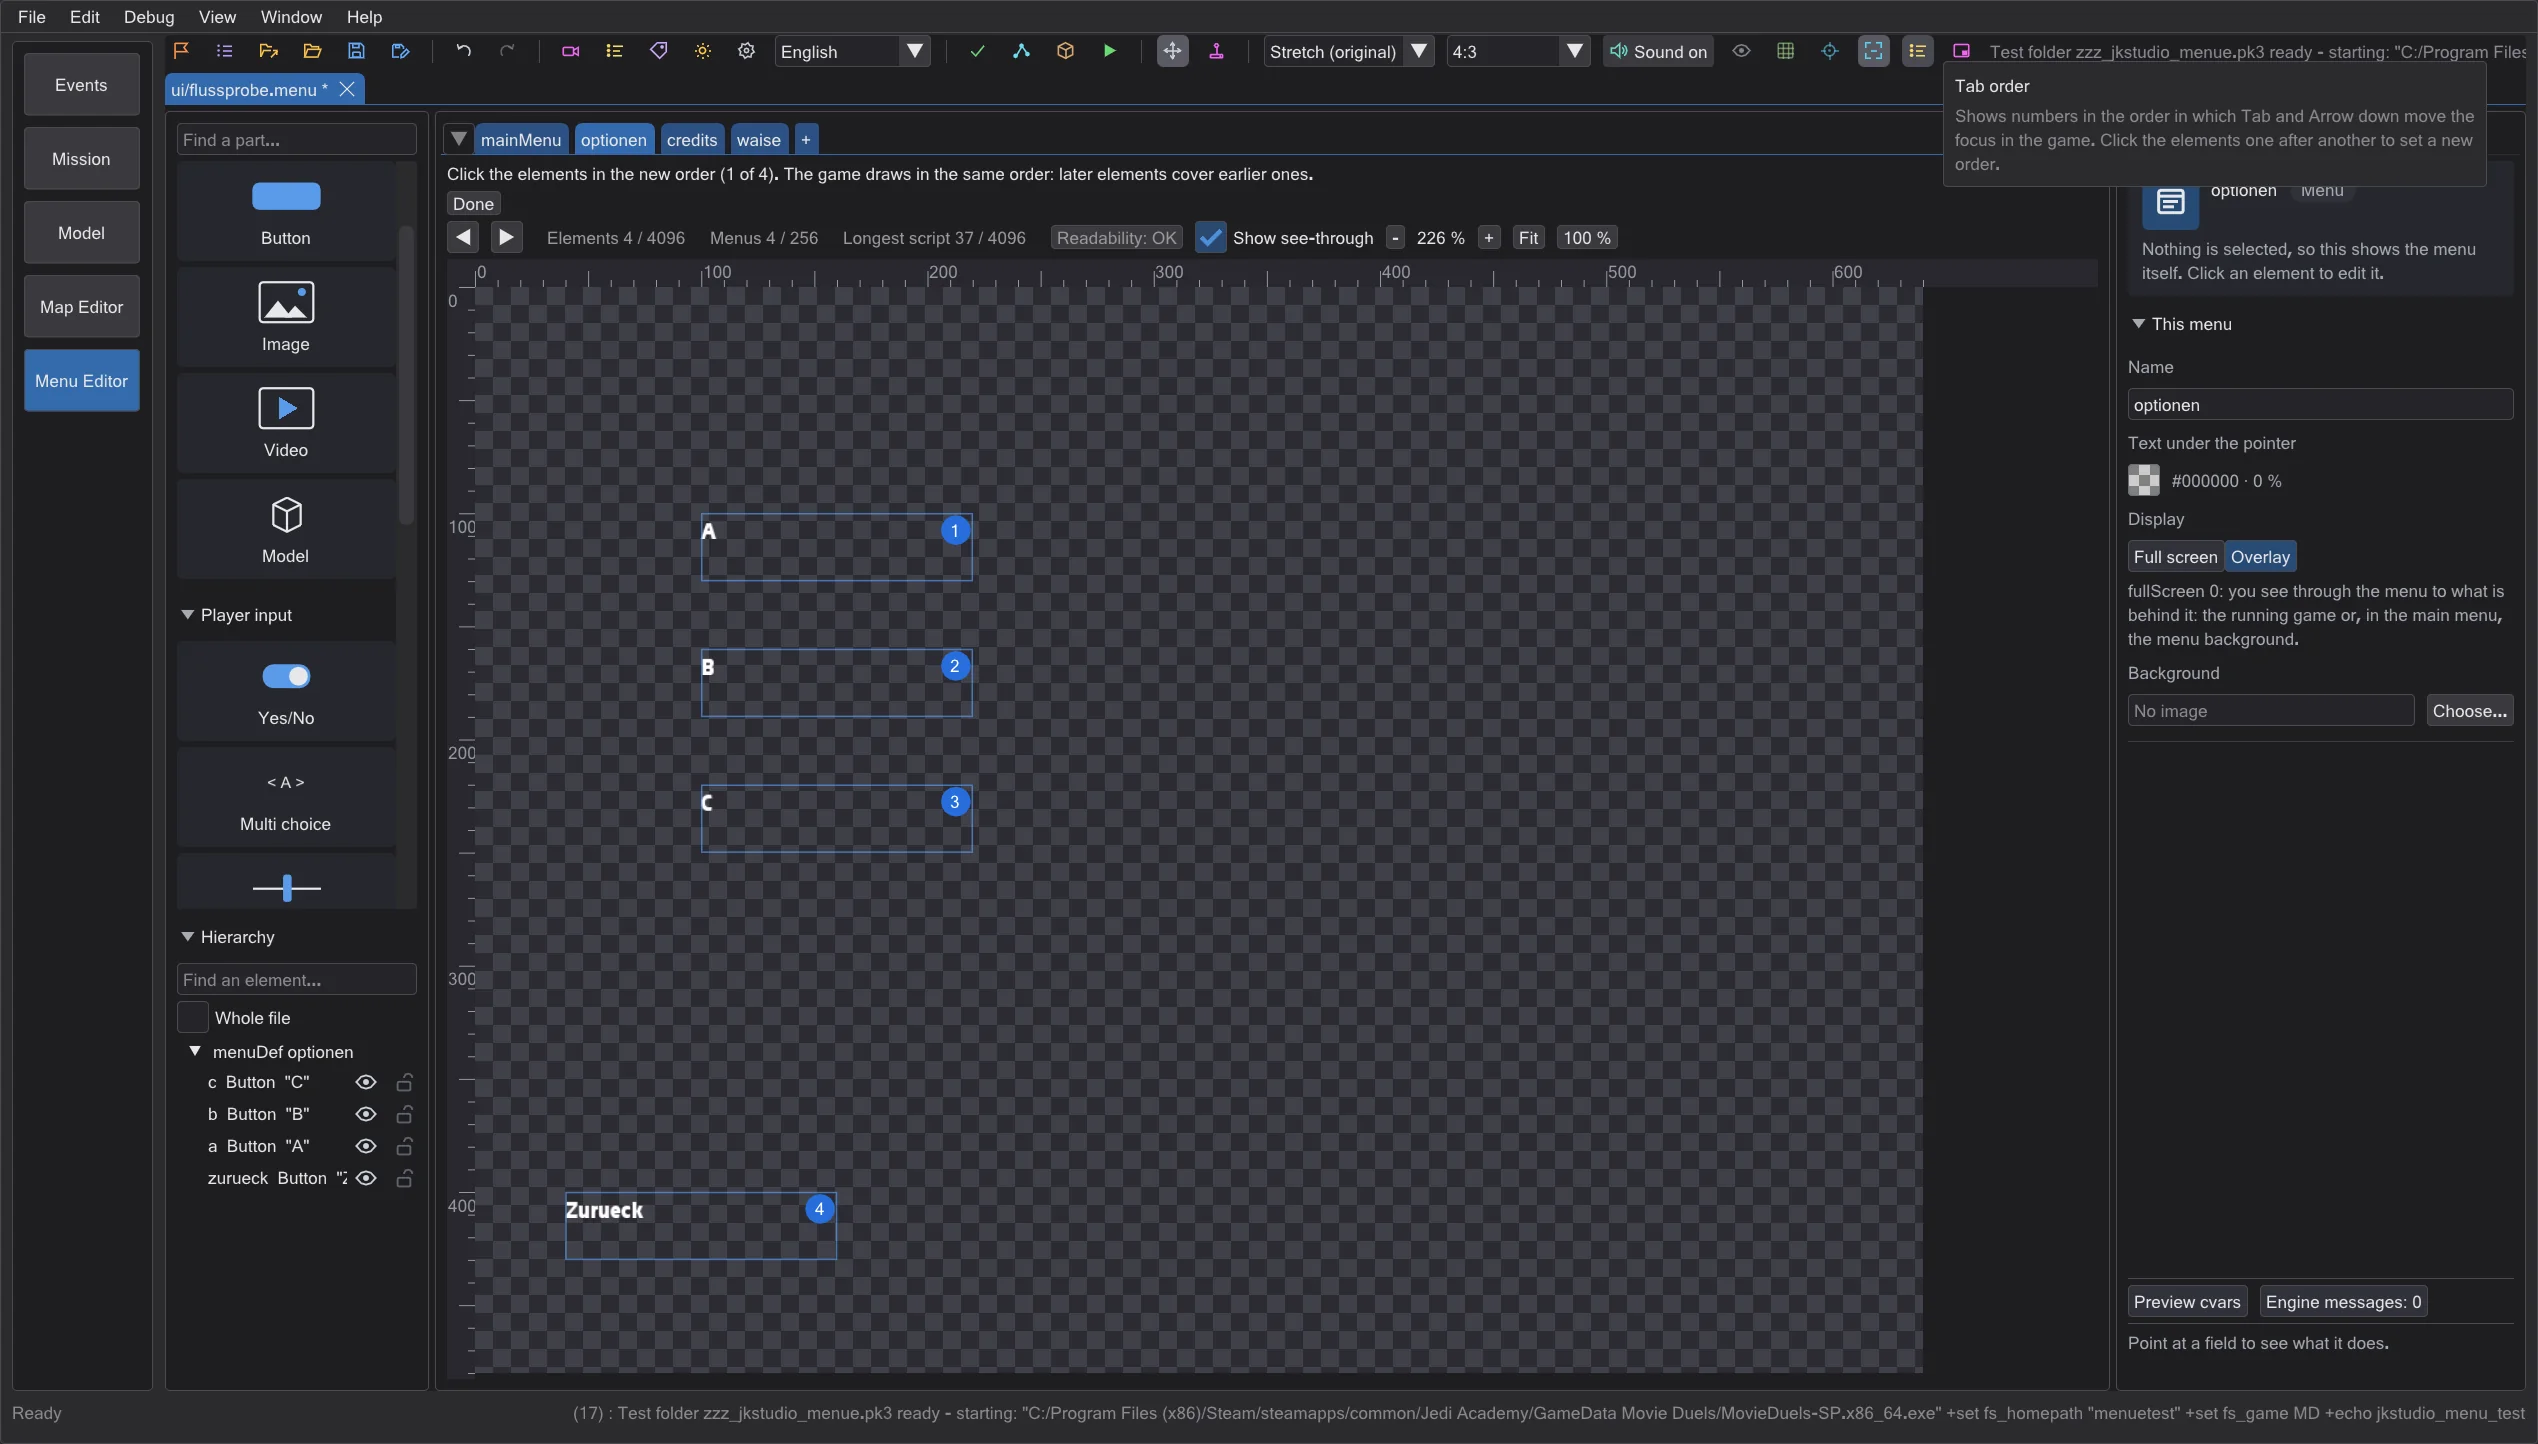 File Edit Debug View Window Help
English Stretch (original) 4:3 Sound on Test folder zzz_jkstudio_menue.pk3 ready - starting: "C:/Program Files
Events
Mission
Model
Map Editor
Menu Editor
ui/flussprobe.menu *
Tab order
Shows numbers in the order in which Tab and Arrow down move the
focus in the game. Click the elements one after another to set a new
order.
Find a part...
Button
Image
Video
Model
Player input
Yes/No
< A >
Multi choice
Hierarchy
Find an element...
Whole file
menuDef optionen
c Button "C"
b Button "B"
a Button "A"
zurueck Button
mainMenu optionen credits waise +
Click the elements in the new order (1 of 4). The game draws in the same order: later elements cover earlier ones.
Done
Elements 4 / 4096 Menus 4 / 256 Longest script 37 / 4096 Readability: OK Show see-through - 226 % + Fit 100 %
0 100 200 300 400 500 600
0
100
200
300
400
A 1
B 2
C 3
Zurueck 4
optionen Menu
Nothing is selected, so this shows the menu
itself. Click an element to edit it.
This menu
Name
optionen
Text under the pointer
#000000 · 0 %
Display
Full screen Overlay
fullScreen 0: you see through the menu to what is
behind it: the running game or, in the main menu,
the menu background.
Background
No image Choose...
Preview cvars Engine messages: 0
Point at a field to see what it does.
Ready (17) : Test folder zzz_jkstudio_menue.pk3 ready - starting: "C:/Program Files (x86)/Steam/steamapps/common/Jedi Academy/GameData Movie Duels/MovieDuels-SP.x86_64.exe" +set fs_homepath "menuetest" +set fs_game MD +echo jkstudio_menu_test